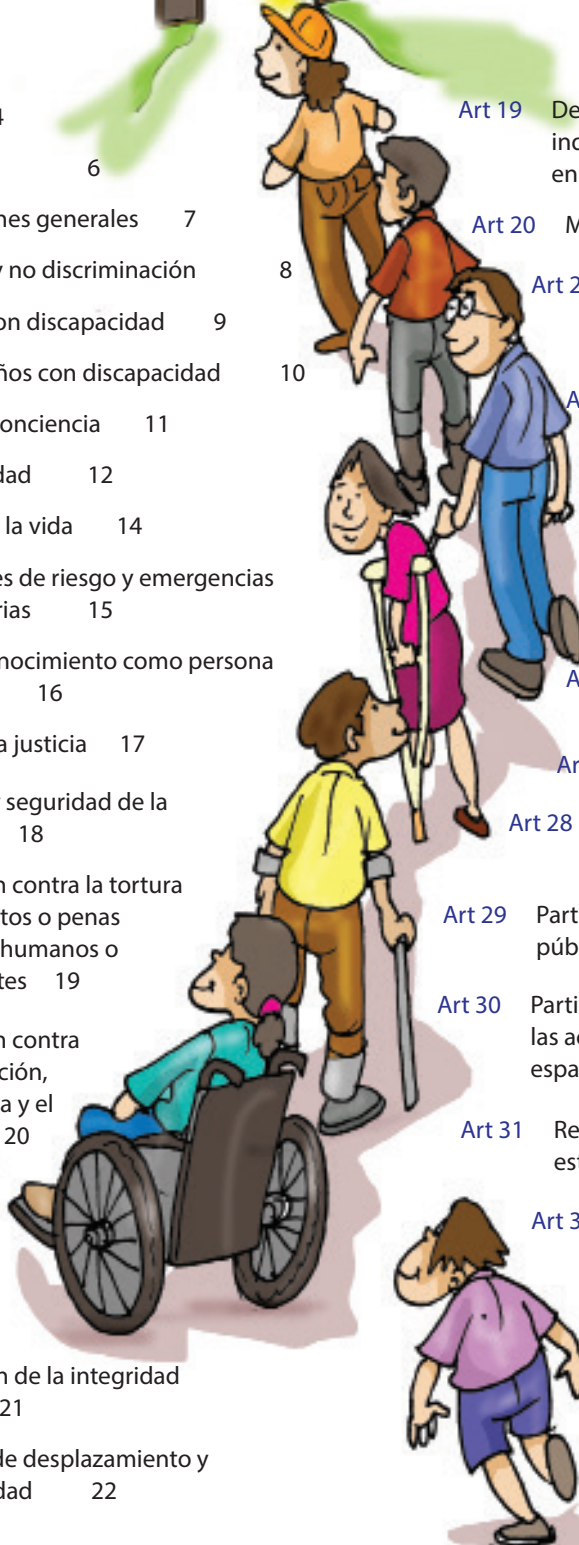 4
6
nes generales 7
y no discriminación 8
on discapacidad 9
ños con discapacidad 10
onciencia 11
dad 12
la vida 14
es de riesgo y emergencias
rias 15
nocimiento como persona
16
a justicia 17
seguridad de la
18
n contra la tortura
tos o penas
humanos o
tes 19
n contra
ción,
a y el
20
n de la integridad
21
de desplazamiento y
dad 22
Art 19 De
inc
en
Art 20 M
Art 2
A
A
Ar
Art 28
Art 29 Part
púb
Art 30 Parti
las a
espa
Art 31 Re
est
Art 3